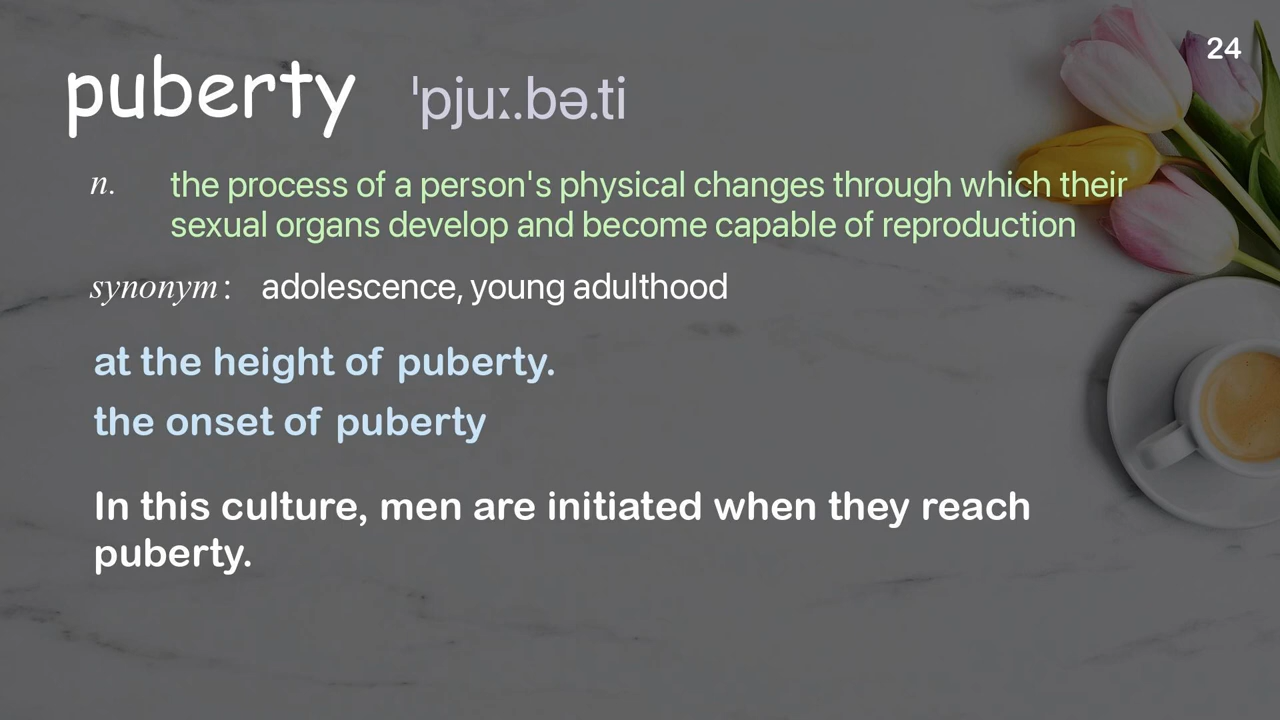 24
puberty ˈpjuː.bə.ti
n. the process of a person's physical changes through which their
sexual organs develop and become capable of reproduction
synonym: adolescence, young adulthood
at the height of puberty.
the onset of puberty
In this culture, men are initiated when they reach
puberty.